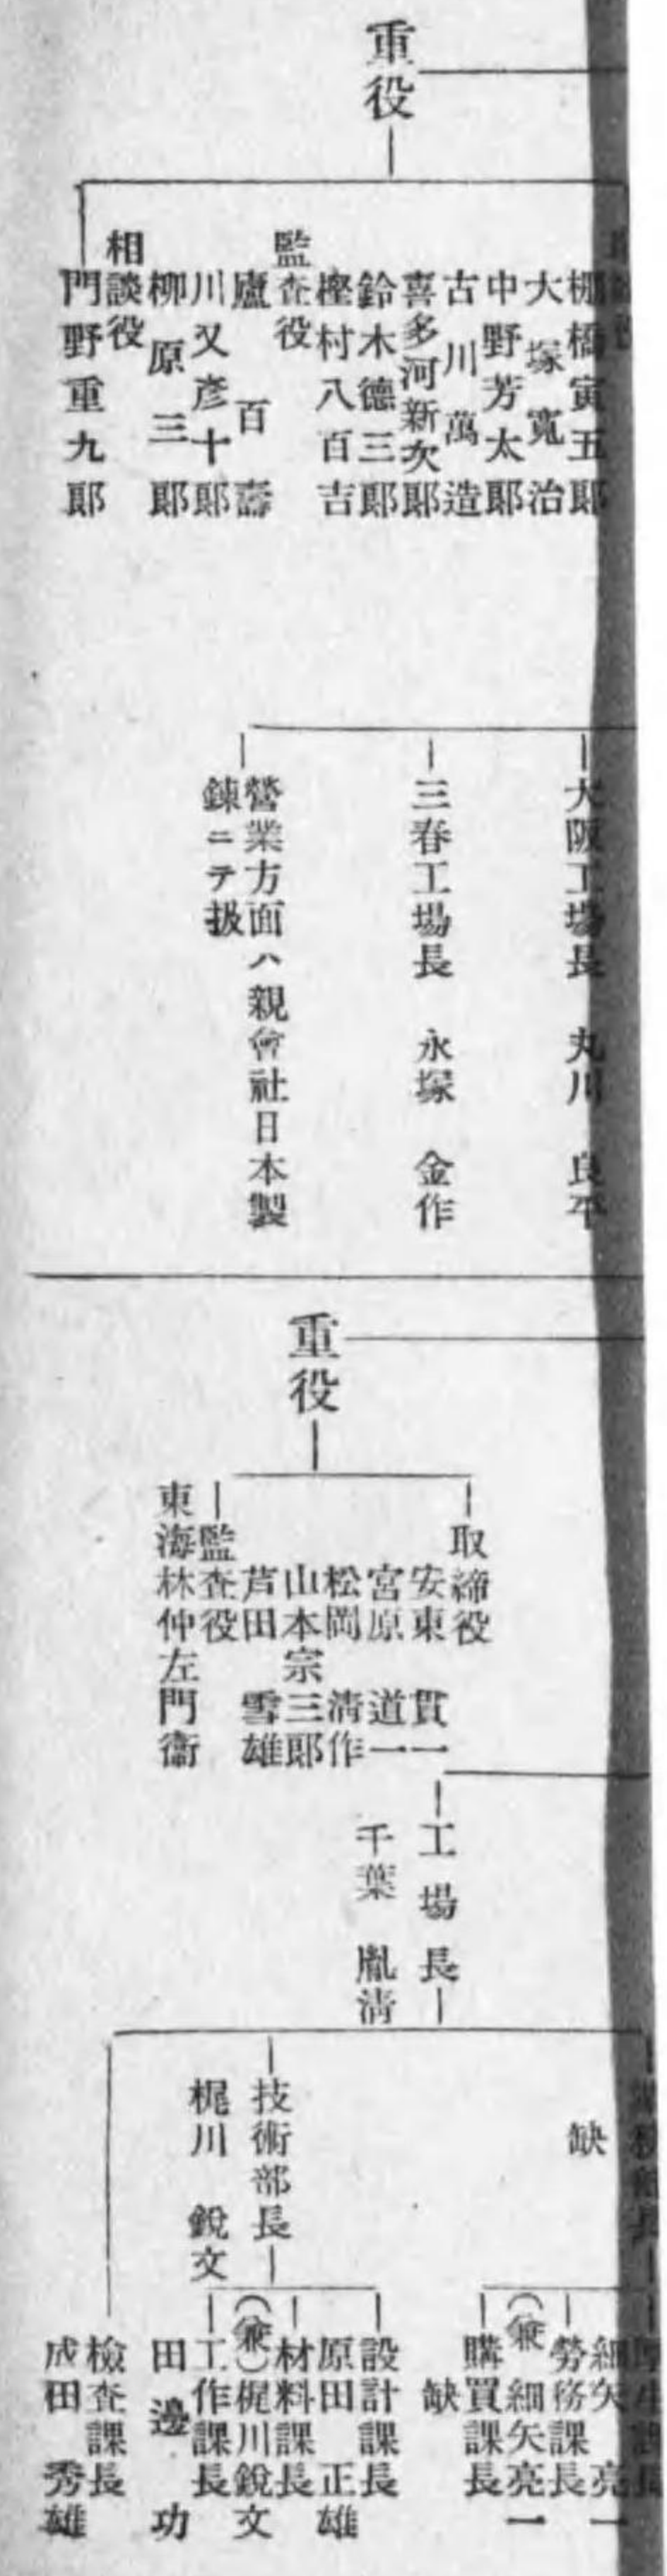 重役
棚橋寅五郎
大塚寬治
中野芳太郎
古川萬造
喜多河新次郎
鈴木德三郎
樫村八百吉
監査役
廬百壽
川又彥十郎
柳原三郎
相談役
門野重九郎
大阪工場長 丸川 良平
三春工場長 永塚 金作
營業方面ハ親會社日本製
鍊ニテ扱
重役
取締役
安東 貫一
宮原 道一
松岡 淸作
山本宗三郎
芦田 雪雄
監査役
東海林仲左門衞
工場長
千葉 胤淸
缺
細矢 亮一
勞務課長
(兼)細矢亮一
購買課長
缺
技術部長
梶川 銳文
設計課長
原田 正雄
材料課長
(兼)梶川銳文
工作課長
田邊 功
檢査課長
成田 秀雄